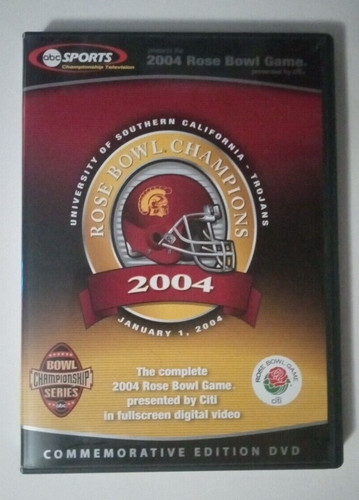 abc SPORTS
Championship Television
presents the
2004 Rose Bowl Game®
presented by citi
UNIVERSITY OF SOUTHERN CALIFORNIA - TROJANS
ROSE BOWL CHAMPIONS
2004
JANUARY 1, 2004
BOWL
CHAMPIONSHIP
SERIES
abc
The complete
2004 Rose Bowl Game®
presented by Citi
in fullscreen digital video
ROSE BOWL GAME
citi
COMMEMORATIVE EDITION DVD